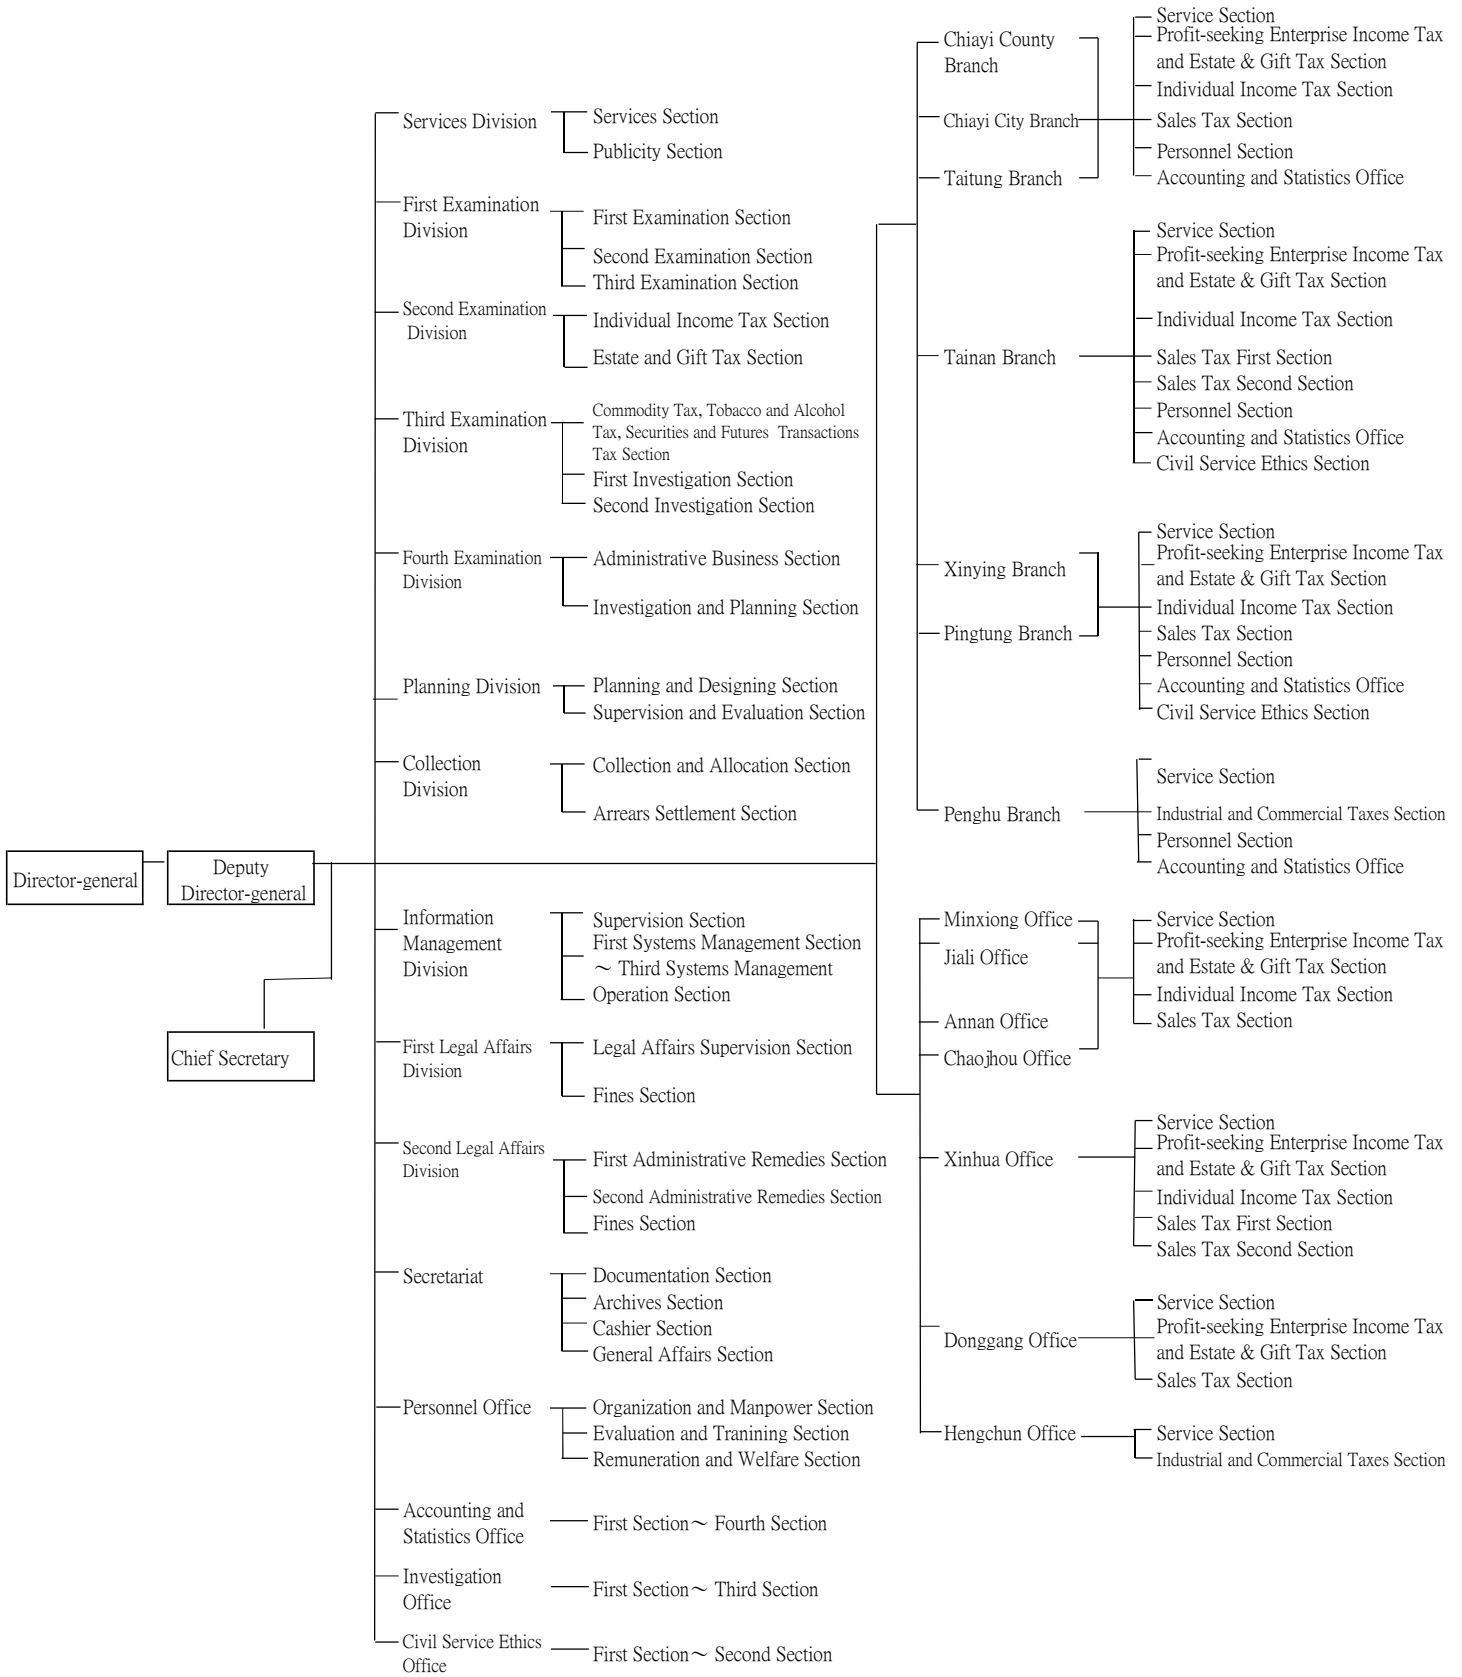 Director-general
Deputy
Director-general
Chief Secretary
Services Division
Services Section
Publicity Section
First Examination
Division
First Examination Section
Second Examination Section
Third Examination Section
Second Examination
Division
Individual Income Tax Section
Estate and Gift Tax Section
Third Examination
Division
Commodity Tax, Tobacco and Alcohol
Tax, Securities and Futures Transactions
Tax Section
First Investigation Section
Second Investigation Section
Fourth Examination
Division
Administrative Business Section
Investigation and Planning Section
Planning Division
Planning and Designing Section
Supervision and Evaluation Section
Collection
Division
Collection and Allocation Section
Arrears Settlement Section
Information
Management
Division
Supervision Section
First Systems Management Section
～ Third Systems Management
Operation Section
First Legal Affairs
Division
Legal Affairs Supervision Section
Fines Section
Second Legal Affairs
Division
First Administrative Remedies Section
Second Administrative Remedies Section
Fines Section
Secretariat
Documentation Section
Archives Section
Cashier Section
General Affairs Section
Personnel Office
Organization and Manpower Section
Evaluation and Tranining Section
Remuneration and Welfare Section
Accounting and
Statistics Office
First Section～ Fourth Section
Investigation
Office
First Section～ Third Section
Civil Service Ethics
Office
First Section～ Second Section
Chiayi County
Branch
Chiayi City Branch
Taitung Branch
Service Section
Profit-seeking Enterprise Income Tax
and Estate & Gift Tax Section
Individual Income Tax Section
Sales Tax Section
Personnel Section
Accounting and Statistics Office
Tainan Branch
Service Section
Profit-seeking Enterprise Income Tax
and Estate & Gift Tax Section
Individual Income Tax Section
Sales Tax First Section
Sales Tax Second Section
Personnel Section
Accounting and Statistics Office
Civil Service Ethics Section
Xinying Branch
Pingtung Branch
Service Section
Profit-seeking Enterprise Income Tax
and Estate & Gift Tax Section
Individual Income Tax Section
Sales Tax Section
Personnel Section
Accounting and Statistics Office
Civil Service Ethics Section
Penghu Branch
Service Section
Industrial and Commercial Taxes Section
Personnel Section
Accounting and Statistics Office
Minxiong Office
Jiali Office
Annan Office
Chaojhou Office
Service Section
Profit-seeking Enterprise Income Tax
and Estate & Gift Tax Section
Individual Income Tax Section
Sales Tax Section
Xinhua Office
Service Section
Profit-seeking Enterprise Income Tax
and Estate & Gift Tax Section
Individual Income Tax Section
Sales Tax First Section
Sales Tax Second Section
Donggang Office
Service Section
Profit-seeking Enterprise Income Tax
and Estate & Gift Tax Section
Sales Tax Section
Hengchun Office
Service Section
Industrial and Commercial Taxes Section